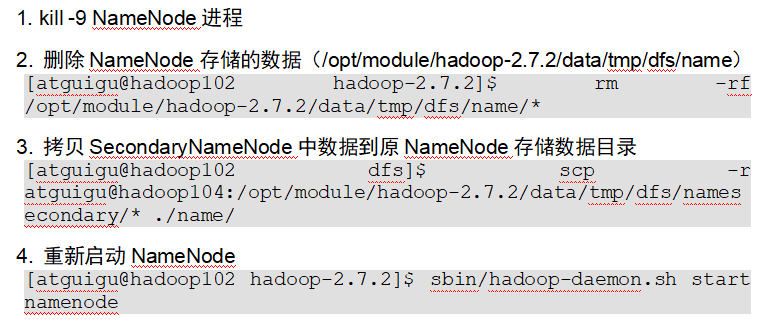 1. kill -9 NameNode 进程
2. 删除 NameNode 存储的数据（/opt/module/hadoop-2.7.2/data/tmp/dfs/name）
[atguigu@hadoop102 hadoop-2.7.2]$ rm -rf
/opt/module/hadoop-2.7.2/data/tmp/dfs/name/*
3. 拷贝 SecondaryNameNode 中数据到原 NameNode 存储数据目录
[atguigu@hadoop102 dfs]$ scp -r
atguigu@hadoop104:/opt/module/hadoop-2.7.2/data/tmp/dfs/names
econdary/* ./name/
4. 重新启动 NameNode
[atguigu@hadoop102 hadoop-2.7.2]$ sbin/hadoop-daemon.sh start
namenode